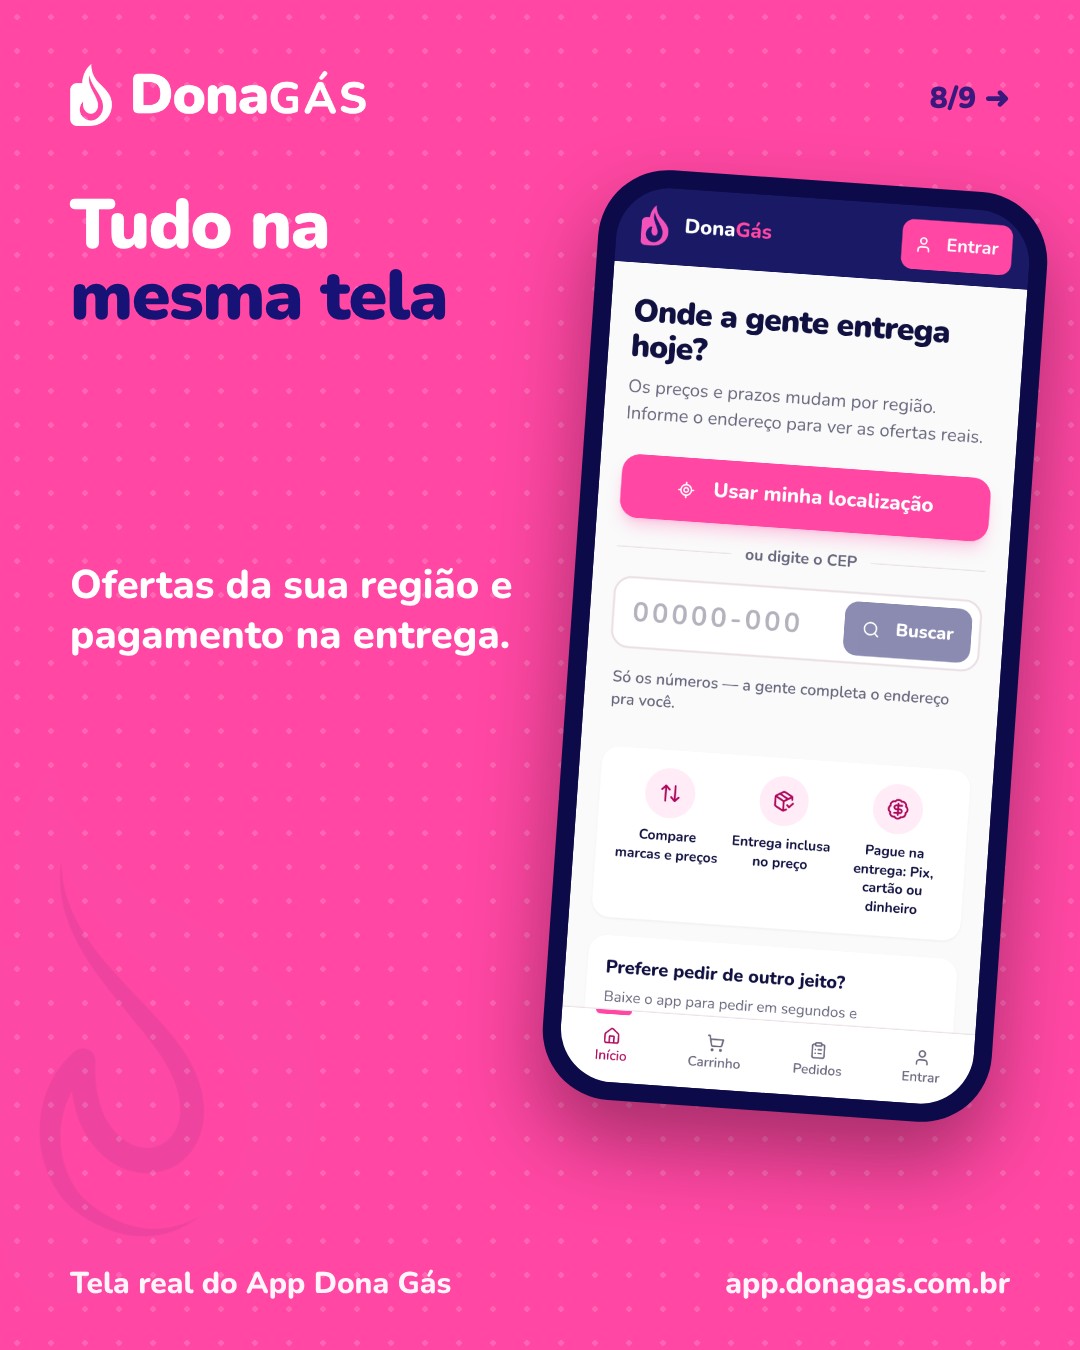 DonaGÁS
8/9 →
Tudo na
mesma tela
Ofertas da sua região e
pagamento na entrega.
DonaGás
Entrar
Onde a gente entrega
hoje?
Os preços e prazos mudam por região.
Informe o endereço para ver as ofertas reais.
Usar minha localização
ou digite o CEP
00000-000
Buscar
Só os números — a gente completa o endereço
pra você.
Compare
marcas e preços
Entrega inclusa
no preço
Pague na
entrega: Pix,
cartão ou
dinheiro
Prefere pedir de outro jeito?
Baixe o app para pedir em segundos e
Início
Carrinho
Pedidos
Entrar
Tela real do App Dona Gás
app.donagas.com.br